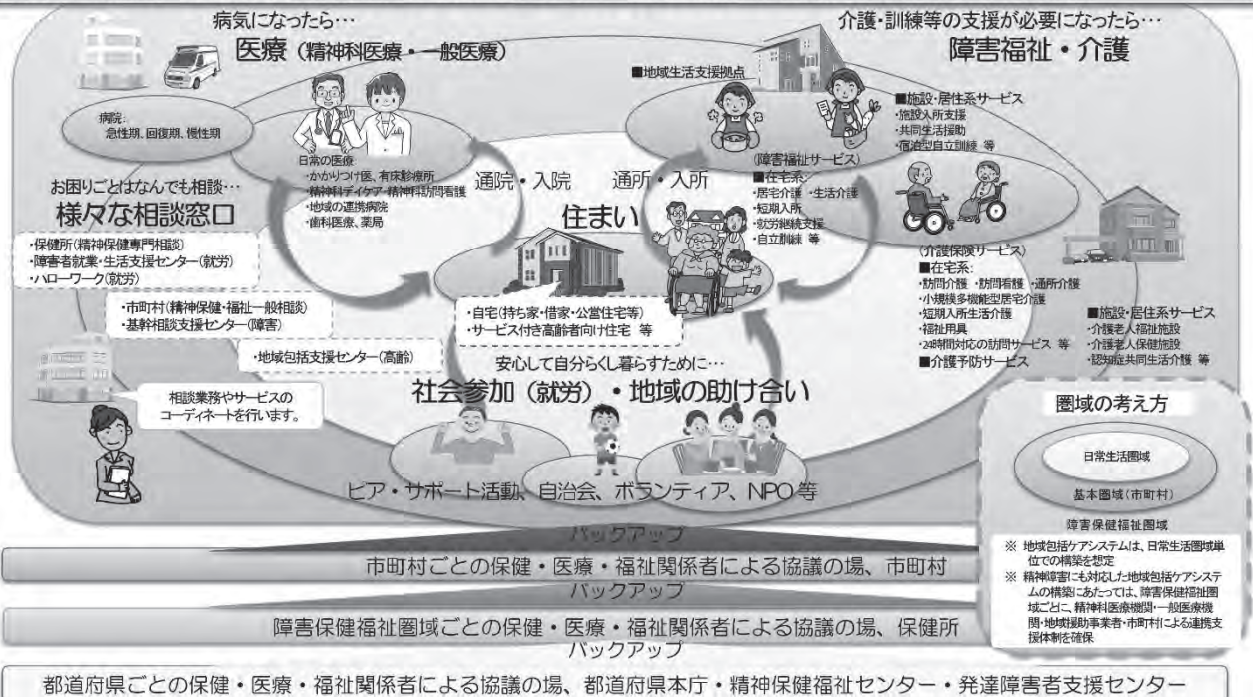 病気になったら…
医療（精神科医療・一般医療）
病院：
急性期、回復期、慢性期
日常の医療
・かかりつけ医、有床診療所
・精神科デイケア・精神科訪問看護
・地域の連携病院
・歯科医療、薬局
介護・訓練等の支援が必要になったら…
障害福祉・介護
■地域生活支援拠点
■施設・居住系サービス
・施設入所支援
・共同生活援助
・宿泊型自立訓練 等
（障害福祉サービス）
■在宅系：
・居宅介護 ・生活介護
・短期入所
・就労継続支援
・自立訓練 等
（介護保険サービス）
■在宅系：
・訪問介護 ・訪問看護 ・通所介護
・小規模多機能型居宅介護
・短期入所生活介護
・福祉用具
・24時間対応の訪問サービス 等
■介護予防サービス
■施設・居住系サービス
・介護老人福祉施設
・介護老人保健施設
・認知症共同生活介護 等
お困りごとはなんでも相談…
様々な相談窓口
・保健所（精神保健専門相談）
・障害者就業・生活支援センター（就労）
・ハローワーク（就労）
・市町村（精神保健・福祉一般相談）
・基幹相談支援センター（障害）
・地域包括支援センター（高齢）
相談業務やサービスの
コーディネートを行います。
通院・入院
通所・入所
住まい
・自宅（持ち家・借家・公営住宅等）
・サービス付き高齢者向け住宅 等
安心して自分らしく暮らすために…
社会参加（就労）・地域の助け合い
ピア・サポート活動、自治会、ボランティア、NPO等
圏域の考え方
日常生活圏域
基本圏域（市町村）
障害保健福祉圏域
※ 地域包括ケアシステムは、日常生活圏域単
位での構築を想定
※ 精神障害にも対応した地域包括ケアシステ
ムの構築にあたっては、障害保健福祉圏
域ごとに、精神科医療機関・一般医療機
関・地域援助事業者・市町村による連携支
援体制を確保
バックアップ
市町村ごとの保健・医療・福祉関係者による協議の場、市町村
バックアップ
障害保健福祉圏域ごとの保健・医療・福祉関係者による協議の場、保健所
バックアップ
都道府県ごとの保健・医療・福祉関係者による協議の場、都道府県本庁・精神保健福祉センター・発達障害者支援センター